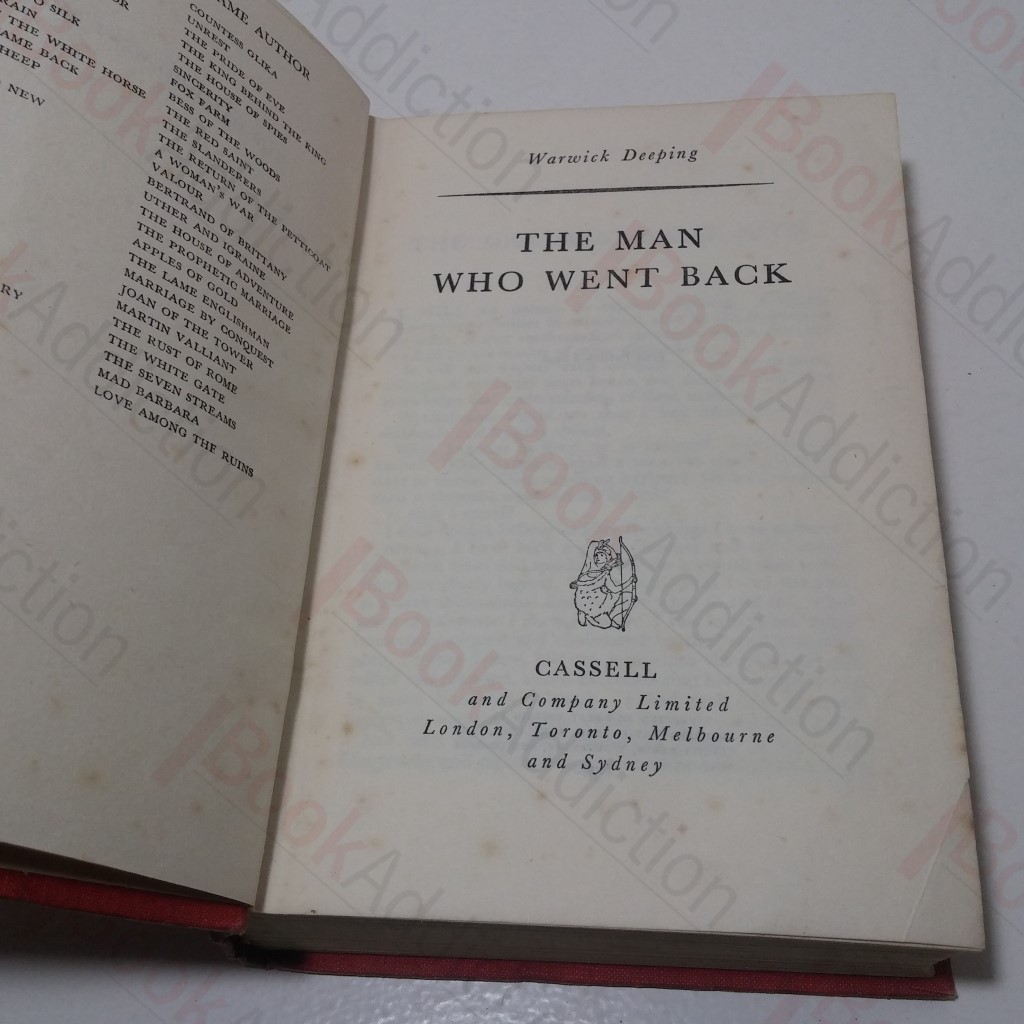 SILK
THE WHITE HORSE
BACK
NEW
AUTHOR
COUNTESS GLIKA
UNREST
THE PRIDE OF EVE
THE KING BEHIND THE KING
THE HOUSE OF SPIES
SINCERITY
FOX FARM
BESS OF THE WOODS
THE RED SAINT
THE SLANDERERS
THE RETURN OF THE PETTICOAT
A WOMAN'S WAR
VALOUR
BERTRAND OF BRITTANY
UTHER AND IGRAINE
THE HOUSE OF ADVENTURE
THE PROPHETIC MARRIAGE
APPLES OF GOLD
THE LAME ENGLISHMAN
MARRIAGE BY CONQUEST
JOAN OF THE TOWER
MARTIN VALLIANT
THE RUST OF ROME
THE WHITE GATE
THE SEVEN STREAMS
MAD BARBARA
LOVE AMONG THE RUINS
Warwick Deeping
THE MAN
WHO WENT BACK
CASSELL
and Company Limited
London, Toronto, Melbourne
and Sydney
BookAddiction
BookAddiction
BookAddiction
BookAddiction